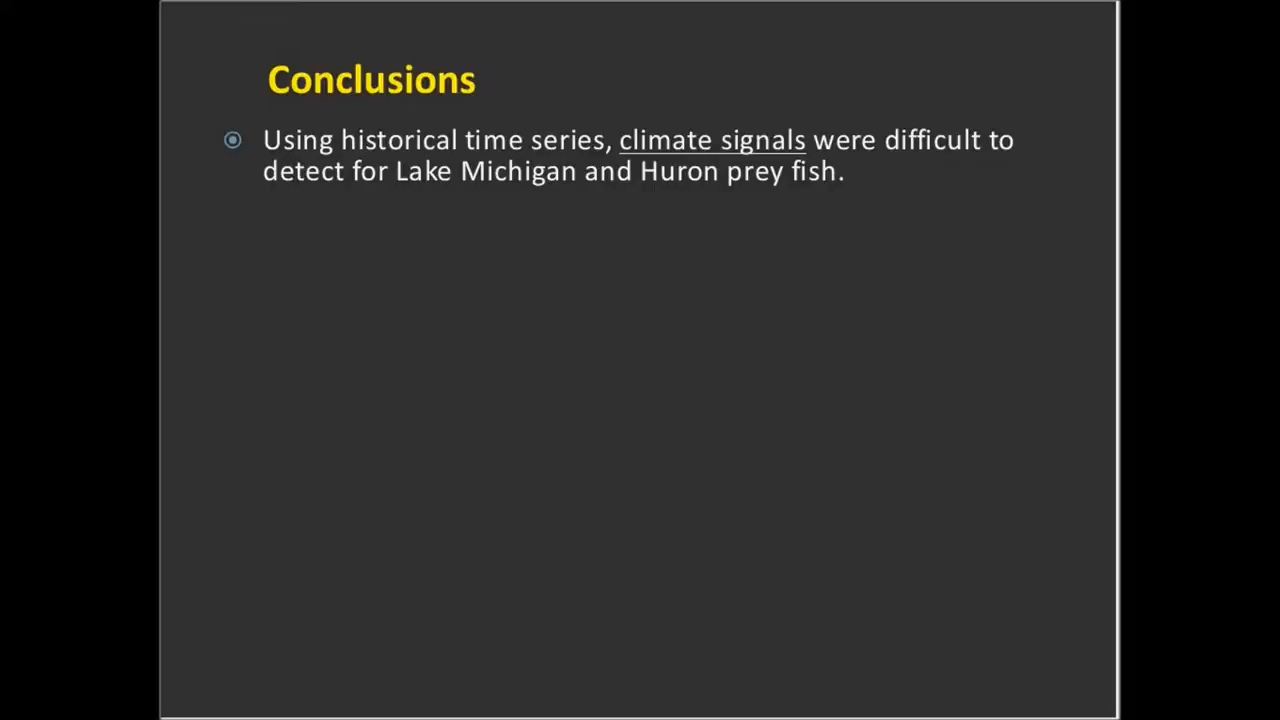 Conclusions
Using historical time series, climate signals were difficult to
detect for Lake Michigan and Huron prey fish.